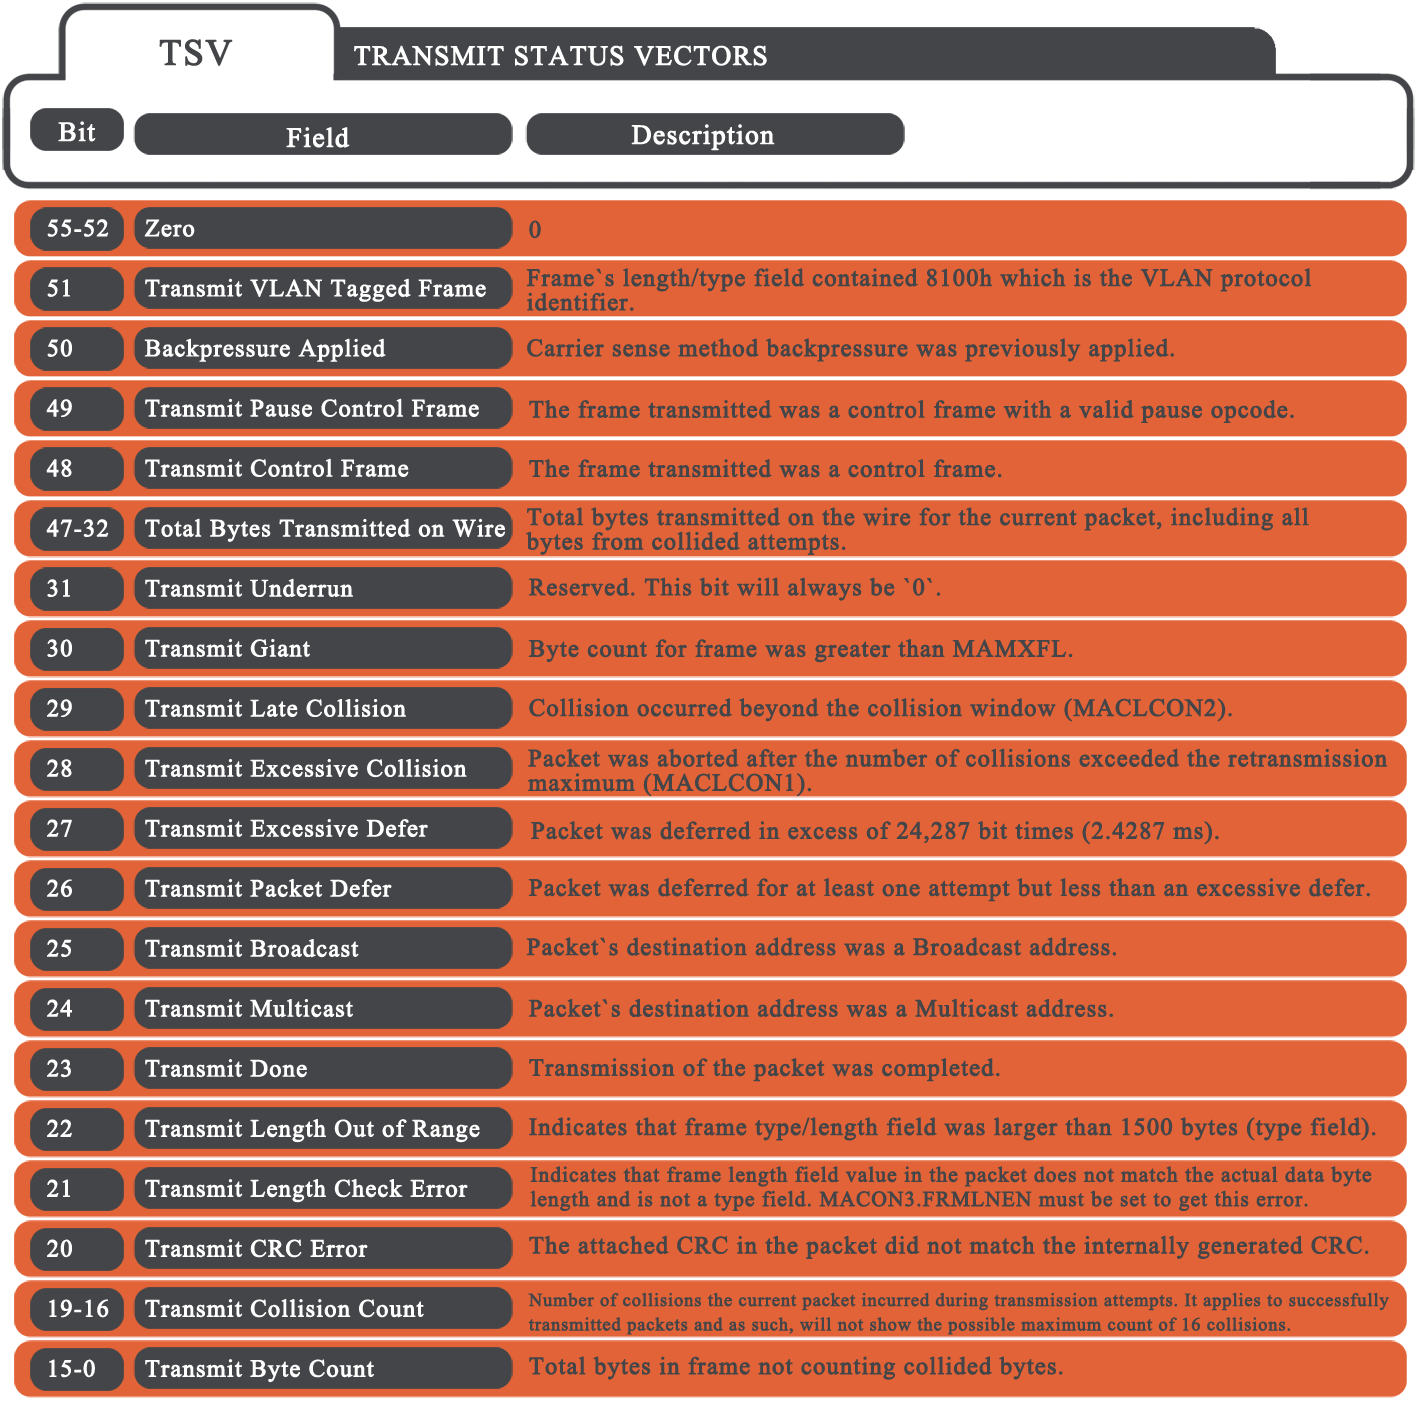 TSV
TRANSMIT STATUS VECTORS
Bit Field Description
55-52 Zero 0
51 Transmit VLAN Tagged Frame Frame`s length/type field contained 8100h which is the VLAN protocol
identifier.
50 Backpressure Applied Carrier sense method backpressure was previously applied.
49 Transmit Pause Control Frame The frame transmitted was a control frame with a valid pause opcode.
48 Transmit Control Frame The frame transmitted was a control frame.
47-32 Total Bytes Transmitted on Wire Total bytes transmitted on the wire for the current packet, including all
bytes from collided attempts.
31 Transmit Underrun Reserved. This bit will always be `0`.
30 Transmit Giant Byte count for frame was greater than MAMXFL.
29 Transmit Late Collision Collision occurred beyond the collision window (MACLCON2).
28 Transmit Excessive Collision Packet was aborted after the number of collisions exceeded the retransmission
maximum (MACLCON1).
27 Transmit Excessive Defer Packet was deferred in excess of 24,287 bit times (2.4287 ms).
26 Transmit Packet Defer Packet was deferred for at least one attempt but less than an excessive defer.
25 Transmit Broadcast Packet`s destination address was a Broadcast address.
24 Transmit Multicast Packet`s destination address was a Multicast address.
23 Transmit Done Transmission of the packet was completed.
22 Transmit Length Out of Range Indicates that frame type/length field was larger than 1500 bytes (type field).
21 Transmit Length Check Error Indicates that frame length field value in the packet does not match the actual data byte
length and is not a type field. MACON3.FRMLNEN must be set to get this error.
20 Transmit CRC Error The attached CRC in the packet did not match the internally generated CRC.
19-16 Transmit Collision Count Number of collisions the current packet incurred during transmission attempts. It applies to successfully
transmitted packets and as such, will not show the possible maximum count of 16 collisions.
15-0 Transmit Byte Count Total bytes in frame not counting collided bytes.